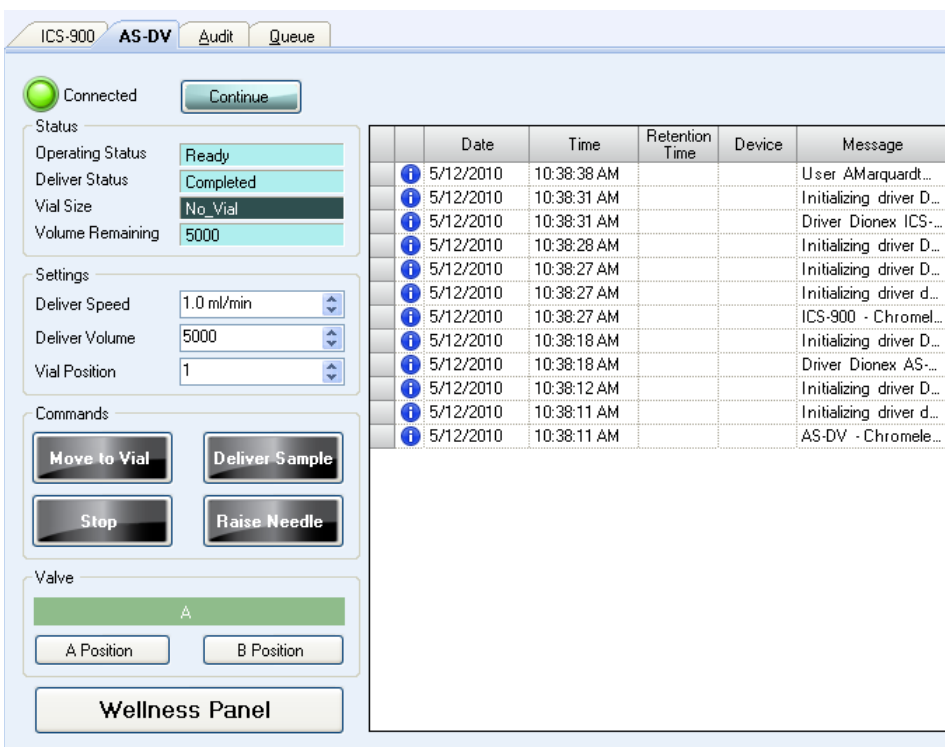 ICS-900 AS-DV Audit Queue
Connected Continue
Status
Operating Status Ready
Deliver Status Completed
Vial Size No_Vial
Volume Remaining 5000
Settings
Deliver Speed 1.0 ml/min
Deliver Volume 5000
Vial Position 1
Commands
Move to Vial Deliver Sample
Stop Raise Needle
Valve
A
A Position B Position
Wellness Panel
Date Time Retention Time Device Message
5/12/2010 10:38:38 AM User AMarquardt...
5/12/2010 10:38:31 AM Initializing driver D...
5/12/2010 10:38:31 AM Driver Dionex ICS-...
5/12/2010 10:38:28 AM Initializing driver D...
5/12/2010 10:38:27 AM Initializing driver D...
5/12/2010 10:38:27 AM Initializing driver d...
5/12/2010 10:38:27 AM ICS-900 - Chromel...
5/12/2010 10:38:18 AM Initializing driver D...
5/12/2010 10:38:18 AM Driver Dionex AS-...
5/12/2010 10:38:12 AM Initializing driver D...
5/12/2010 10:38:11 AM Initializing driver d...
5/12/2010 10:38:11 AM AS-DV - Chromele...